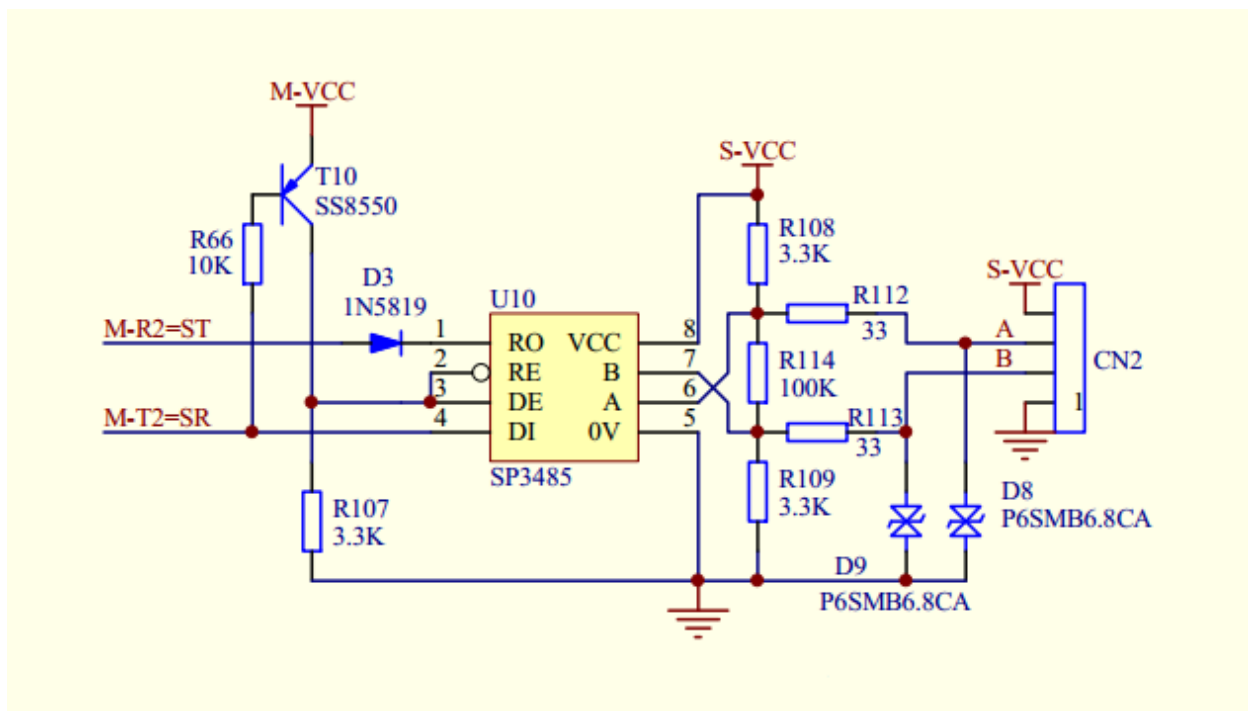 M-VCC
T10
SS8550
S-VCC
R66
10K
R108
3.3K
D3
1N5819
U10
S-VCC
R112
33
M-R2=ST
1
RO
VCC
8
A
2
RE
B
7
R114
100K
B
CN2
3
DE
A
6
M-T2=SR
4
DI
0V
5
R113
33
1
SP3485
R107
3.3K
R109
3.3K
D8
P6SMB6.8CA
D9
P6SMB6.8CA